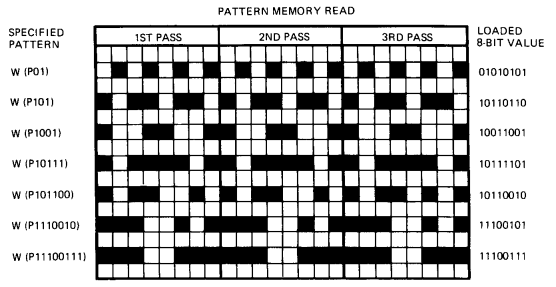 PATTERN MEMORY READ
SPECIFIED PATTERN
1ST PASS 2ND PASS 3RD PASS
LOADED 8-BIT VALUE
W (P01) 01010101
W (P101) 10110110
W (P1001) 10011001
W (P10111) 10111101
W (P101100) 10110010
W (P1110010) 11100101
W (P11100111) 11100111